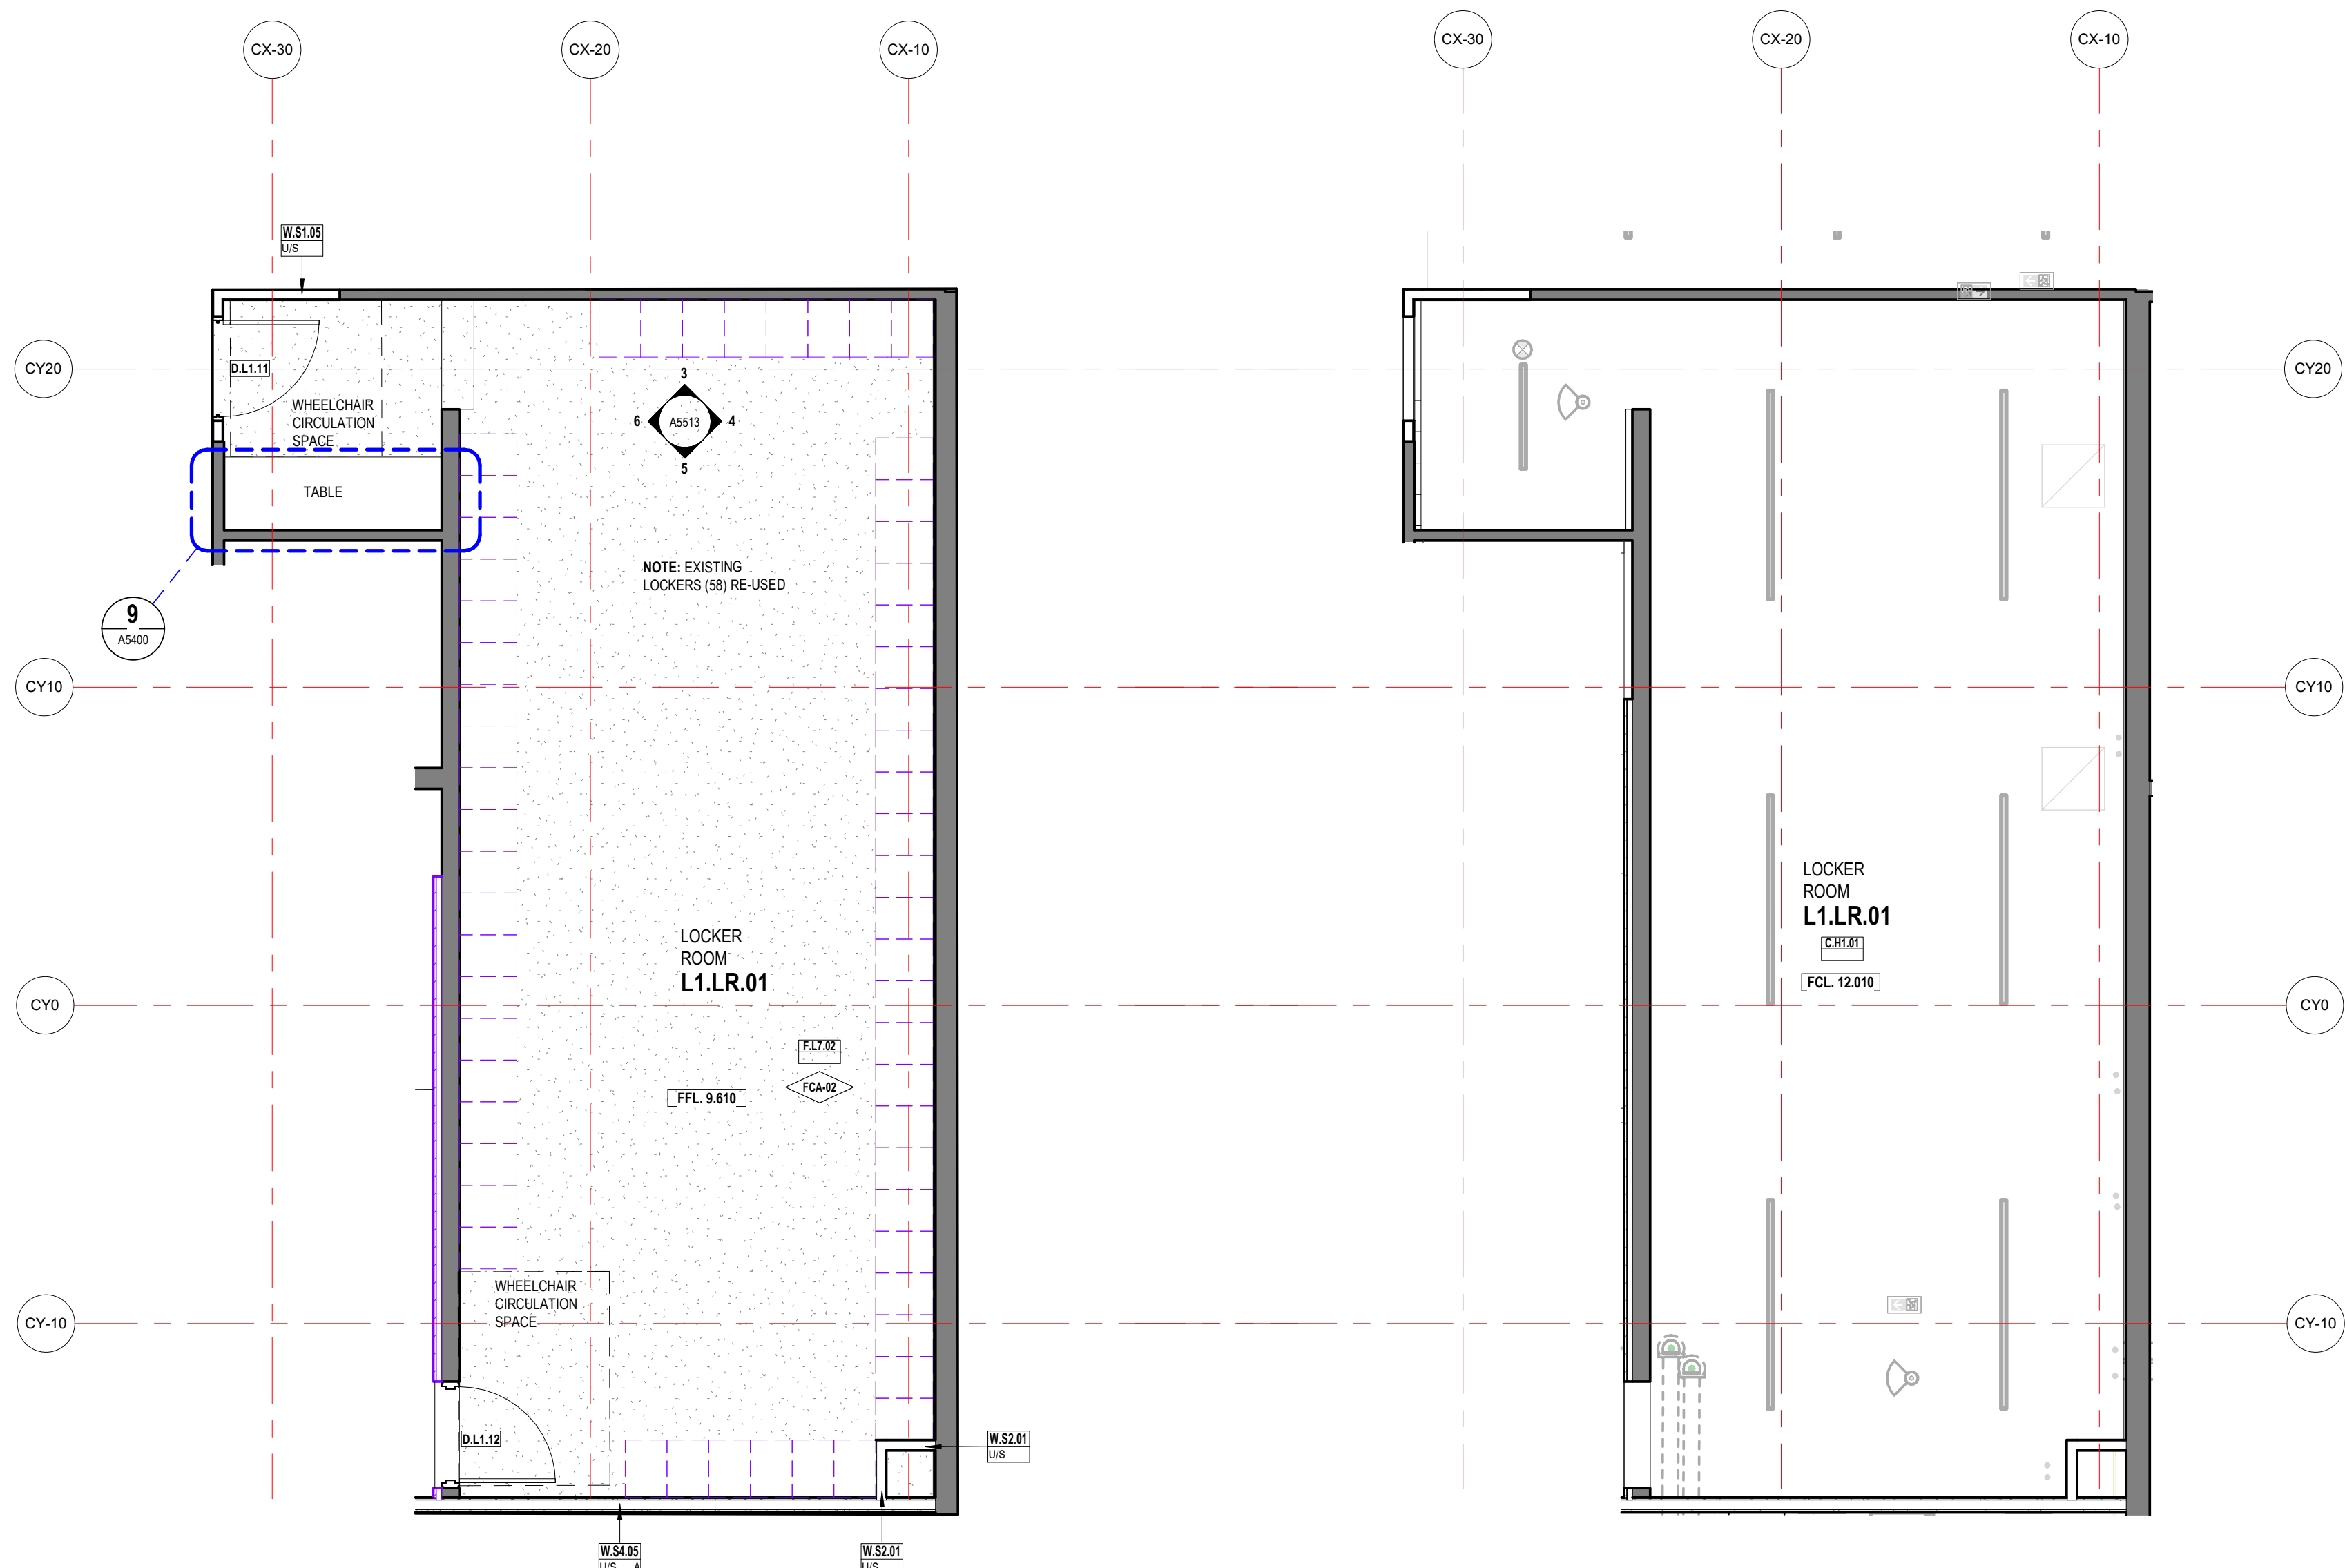 CX-30
CX-20
CX-10
CX-30
CX-20
CX-10
W.S1.05
U/S
CY20
D.L1.11
WHEELCHAIR
CIRCULATION
SPACE
TABLE
3
6
A5513
4
5
CY20
NOTE: EXISTING
LOCKERS (58) RE-USED
9
A5400
CY10
CY10
LOCKER
ROOM
L1.LR.01
C.H1.01
FCL. 12.010
LOCKER
ROOM
L1.LR.01
CY0
CY0
F.L7.02
FCA-02
FFL. 9.610
WHEELCHAIR
CIRCULATION
SPACE
CY-10
CY-10
D.L1.12
W.S2.01
U/S
W.S4.05
U/S A
W.S2.01
U/S